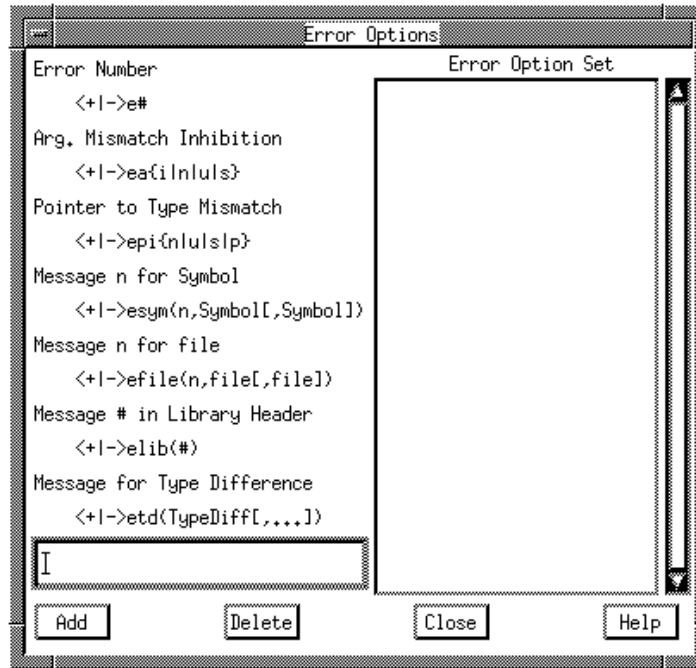 Error Options
Error Number
<+|->e#
Arg. Mismatch Inhibition
<+|->ea{i|n|u|s}
Pointer to Type Mismatch
<+|->epi{n|u|s|p}
Message n for Symbol
<+|->esym(n,Symbol[,Symbol])
Message n for file
<+|->efile(n,file[,file])
Message # in Library Header
<+|->elib(#)
Message for Type Difference
<+|->etd(TypeDiff[,...])
Error Option Set
Add
Delete
Close
Help